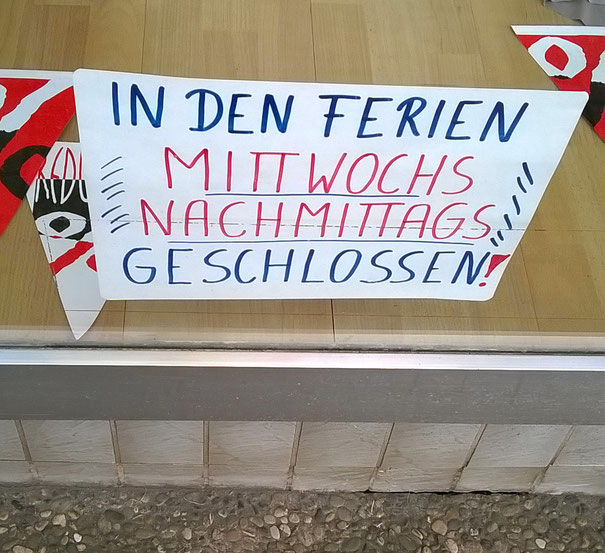 IN DEN FERIEN
MITTWOCHS
NACHMITTAGS
GESCHLOSSEN!